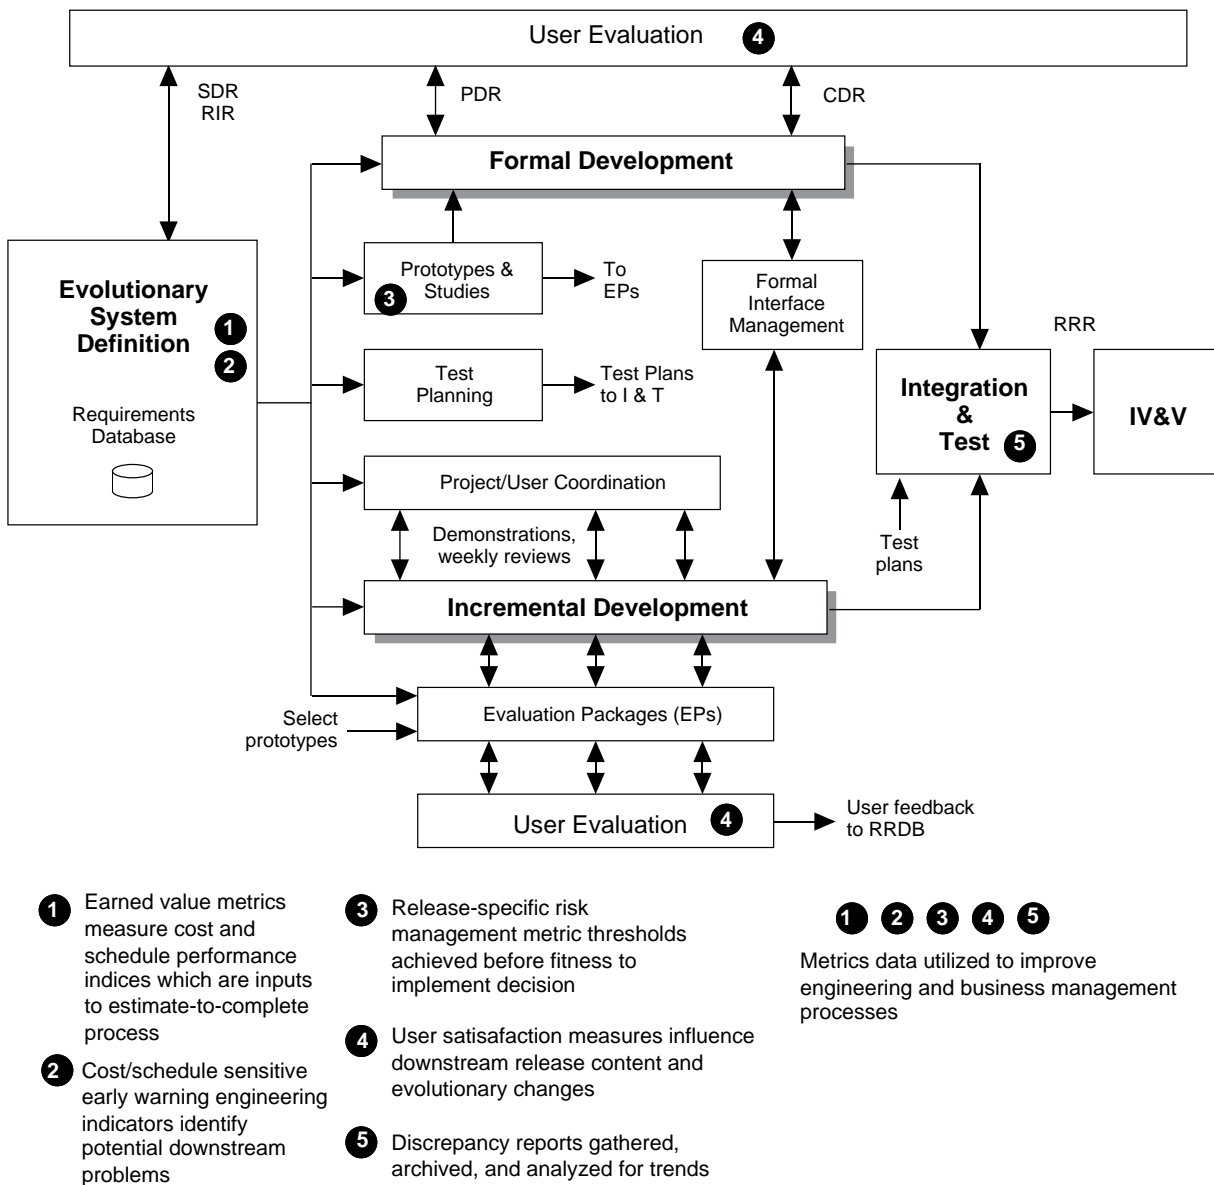 User Evaluation 4
SDR
RIR
PDR
CDR
Formal Development
Evolutionary
System
Definition
1
2
Requirements
Database
Prototypes &
Studies
3
To
EPs
Formal
Interface
Management
Test
Planning
Test Plans
to I & T
RRR
Integration
&
Test 5
IV&V
Project/User Coordination
Demonstrations,
weekly reviews
Test
plans
Incremental Development
Select
prototypes
Evaluation Packages (EPs)
User Evaluation 4
User feedback
to RRDB
1 Earned value metrics
measure cost and
schedule performance
indices which are inputs
to estimate-to-complete
process
2 Cost/schedule sensitive
early warning engineering
indicators identify
potential downstream
problems
3 Release-specific risk
management metric thresholds
achieved before fitness to
implement decision
4 User satisafaction measures influence
downstream release content and
evolutionary changes
5 Discrepancy reports gathered,
archived, and analyzed for trends
1 2 3 4 5
Metrics data utilized to improve
engineering and business management
processes